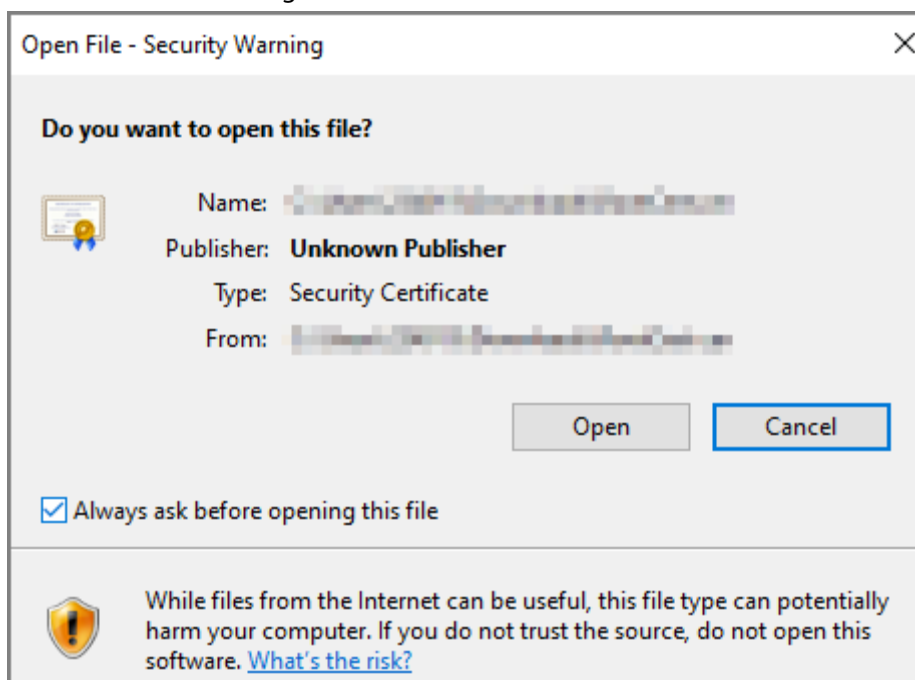 Open File - Security Warning
Do you want to open this file?
Name:
Publisher: Unknown Publisher
Type: Security Certificate
From:
Open Cancel
Always ask before opening this file
While files from the Internet can be useful, this file type can potentially
harm your computer. If you do not trust the source, do not open this
software. What's the risk?